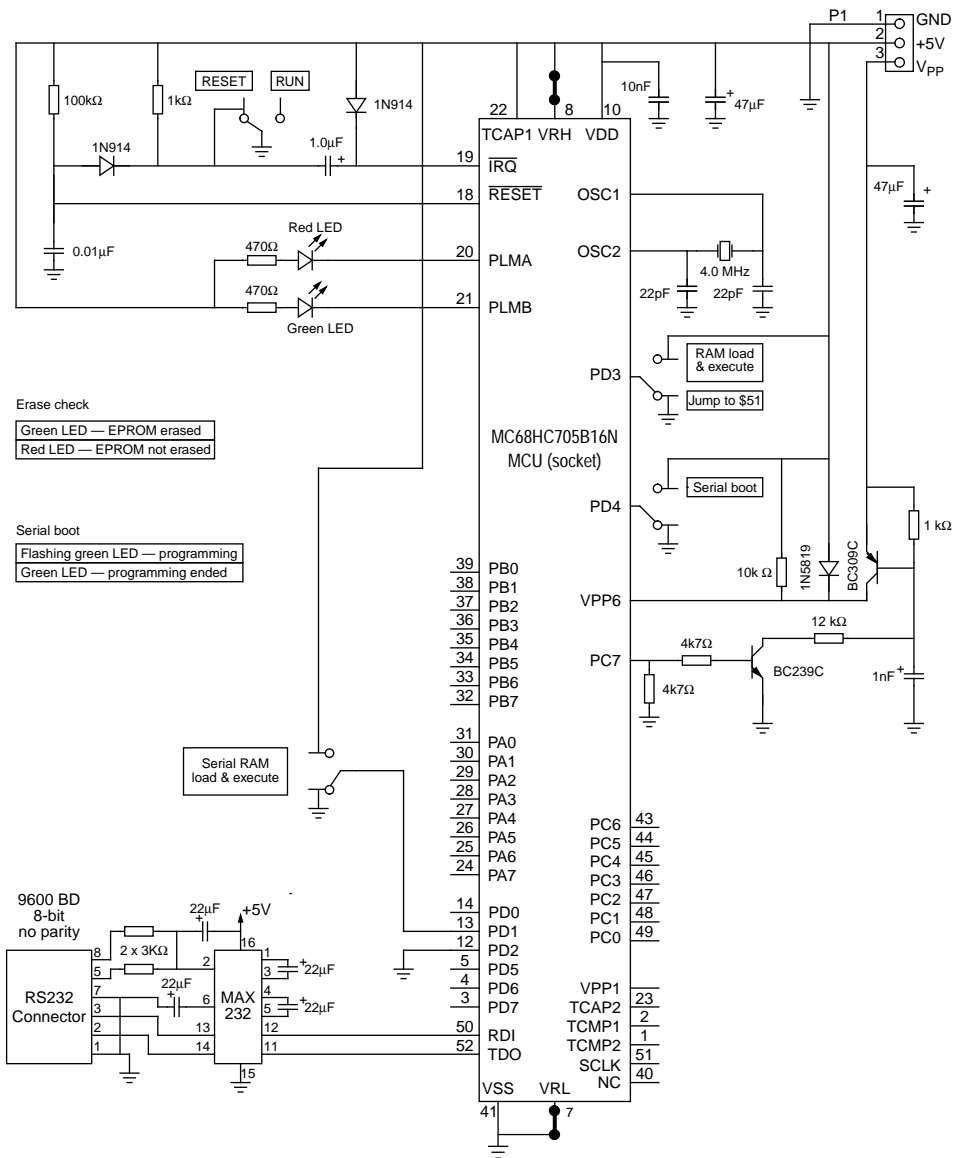 P1
1
GND
2
+5V
3
VPP
100kΩ
1kΩ
RESET
RUN
1N914
10nF
+
47μF
22
8
10
TCAP1
VRH
VDD
1N914
1.0μF
+
19
IRQ
18
RESET
OSC1
47μF
+
0.01μF
470Ω
Red LED
20
PLMA
OSC2
4.0 MHz
22pF
22pF
470Ω
Green LED
21
PLMB
PD3
RAM load
& execute
Jump to $51
Erase check
Green LED — EPROM erased
Red LED — EPROM not erased
MC68HC705B16N
MCU (socket)
PD4
Serial boot
Serial boot
Flashing green LED — programming
Green LED — programming ended
1 kΩ
10k Ω
1N5819
BC309C
39 PB0
38 PB1
37 PB2
36 PB3
35 PB4
34 PB5
33 PB6
32 PB7
VPP6
12 kΩ
PC7
4k7Ω
4k7Ω
BC239C
1nF
+
31 PA0
30 PA1
29 PA2
28 PA3
27 PA4
26 PA5
25 PA6
24 PA7
Serial RAM
load & execute
PC6 43
PC5 44
PC4 45
PC3 46
PC2 47
PC1 48
PC0 49
14 PD0
13 PD1
12 PD2
5 PD5
4 PD6
3 PD7
50 RDI
52 TDO
VPP1
TCAP2 23
TCMP1 2
TCMP2 1
SCLK 51
NC 40
9600 BD
8-bit
no parity
RS232
Connector
8
5
7
3
2
1
2 x 3KΩ
22μF
+
+5V
22μF
+
16
2
6
13
14
MAX
232
1
3
4
5
12
11
15
+
22μF
+
22μF
VSS
VRL
41
7